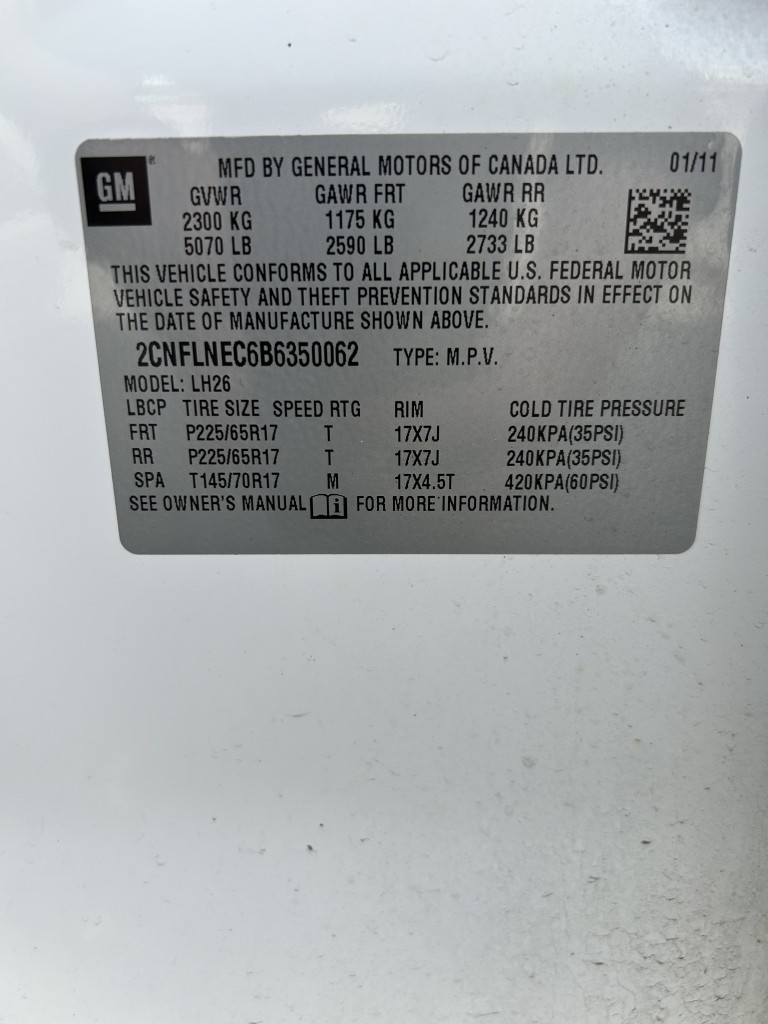 GM MFD BY GENERAL MOTORS OF CANADA LTD. 01/11
GVWR GAWR FRT GAWR RR
2300 KG 1175 KG 1240 KG
5070 LB 2590 LB 2733 LB
THIS VEHICLE CONFORMS TO ALL APPLICABLE U.S. FEDERAL MOTOR
VEHICLE SAFETY AND THEFT PREVENTION STANDARDS IN EFFECT ON
THE DATE OF MANUFACTURE SHOWN ABOVE.
2CNFLNEC6B6350062 TYPE: M.P.V.
MODEL: LH26
LBCP TIRE SIZE SPEED RTG RIM COLD TIRE PRESSURE
FRT P225/65R17 T 17X7J 240KPA(35PSI)
RR P225/65R17 T 17X7J 240KPA(35PSI)
SPA T145/70R17 M 17X4.5T 420KPA(60PSI)
SEE OWNER'S MANUAL i FOR MORE INFORMATION.